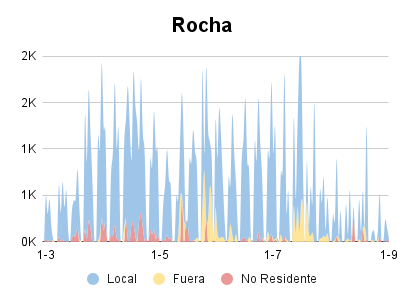 Rocha
2K
2K
1K
1K
0K
1-3 1-5 1-7 1-9
Local Fuera No Residente